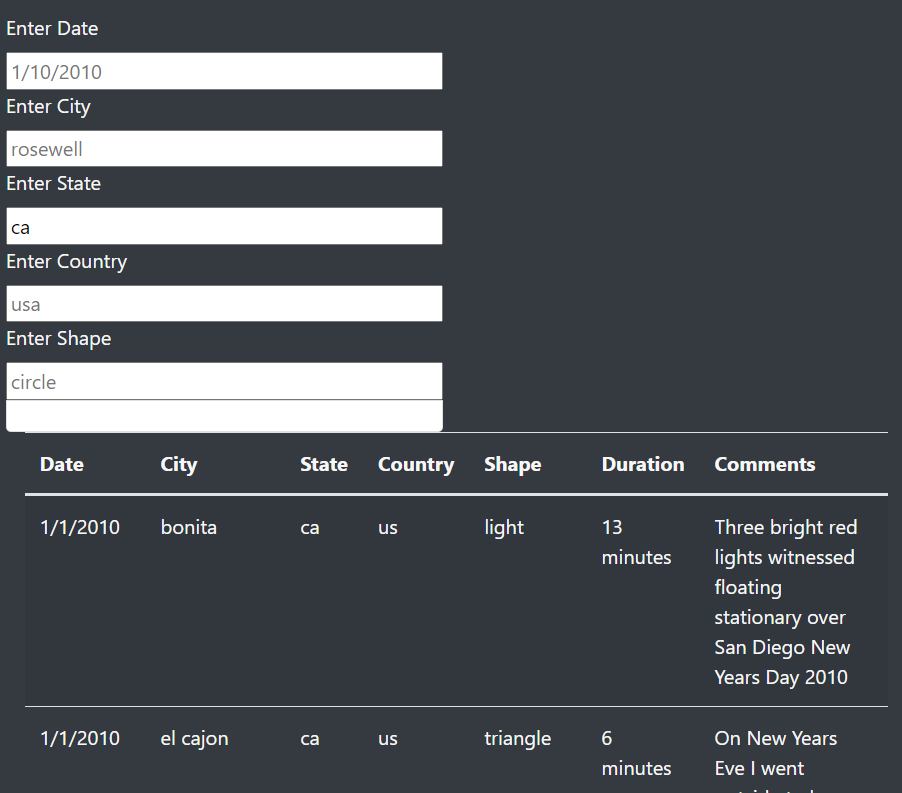 Enter Date
1/10/2010
Enter City
rosewell
Enter State
ca
Enter Country
usa
Enter Shape
circle
Date City State Country Shape Duration Comments
1/1/2010 bonita ca us light 13 Three bright red
minutes lights witnessed
floating
stationary over
San Diego New
Years Day 2010
1/1/2010 el cajon ca us triangle 6 On New Years
minutes Eve I went